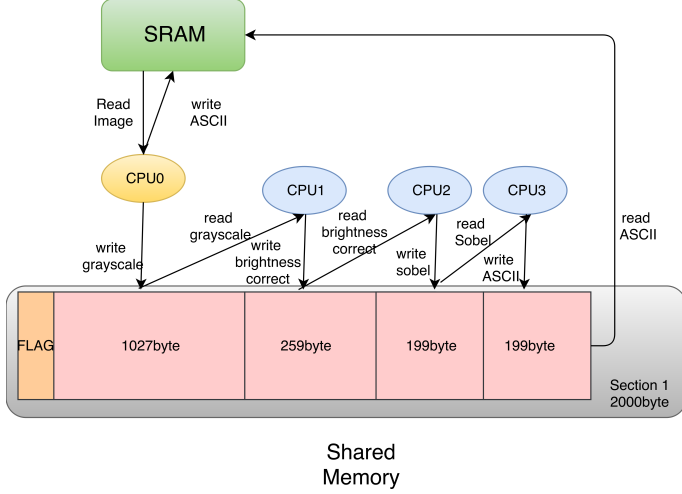 SRAM
Read
Image
write
ASCII
CPU0
CPU1
CPU2
CPU3
read
grayscale
write
grayscale
write
brightness
correct
read
brightness
correct
write
sobel
read
Sobel
write
ASCII
read
ASCII
FLAG
1027byte
259byte
199byte
199byte
Section 1
2000byte
Shared
Memory